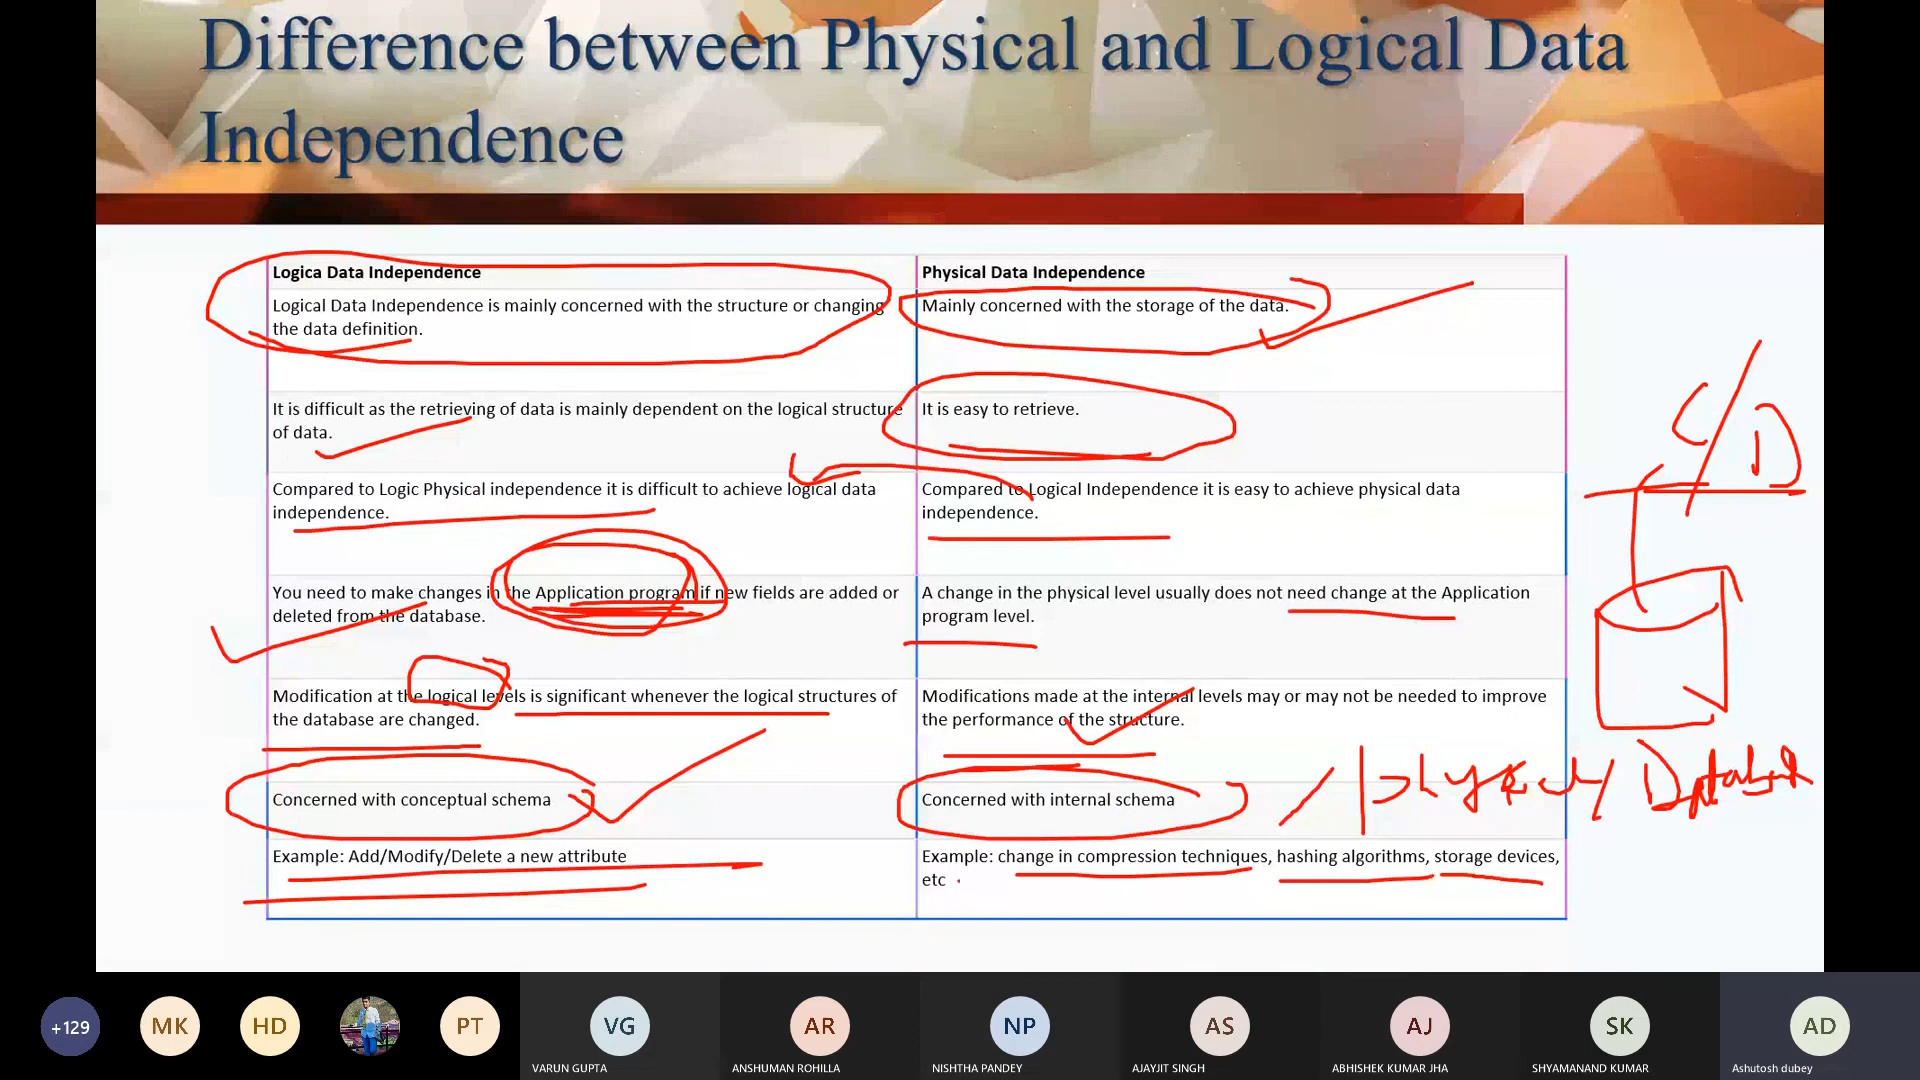 Difference between Physical and Logical Data
Independence
Logica Data Independence
Physical Data Independence
Logical Data Independence is mainly concerned with the structure or changing
the data definition.
Mainly concerned with the storage of the data.
It is difficult as the retrieving of data is mainly dependent on the logical structure
of data.
It is easy to retrieve.
Compared to Logic Physical independence it is difficult to achieve logical data
independence.
Compared to Logical Independence it is easy to achieve physical data
independence.
You need to make changes in the Application program if new fields are added or
deleted from the database.
A change in the physical level usually does not need change at the Application
program level.
Modification at the logical levels is significant whenever the logical structures of
the database are changed.
Modifications made at the internal levels may or may not be needed to improve
the performance of the structure.
Concerned with conceptual schema
Concerned with internal schema
Example: Add/Modify/Delete a new attribute
Example: change in compression techniques, hashing algorithms, storage devices,
etc
C/D
+129
MK
HD
PT
VG
AR
NP
AS
AJ
SK
AD
VARUN GUPTA
ANSHUMAN ROHILLA
NISHTHA PANDEY
AJAYJIT SINGH
ABHISHEK KUMAR JHA
SHYAMANAND KUMAR
Ashutosh dubey